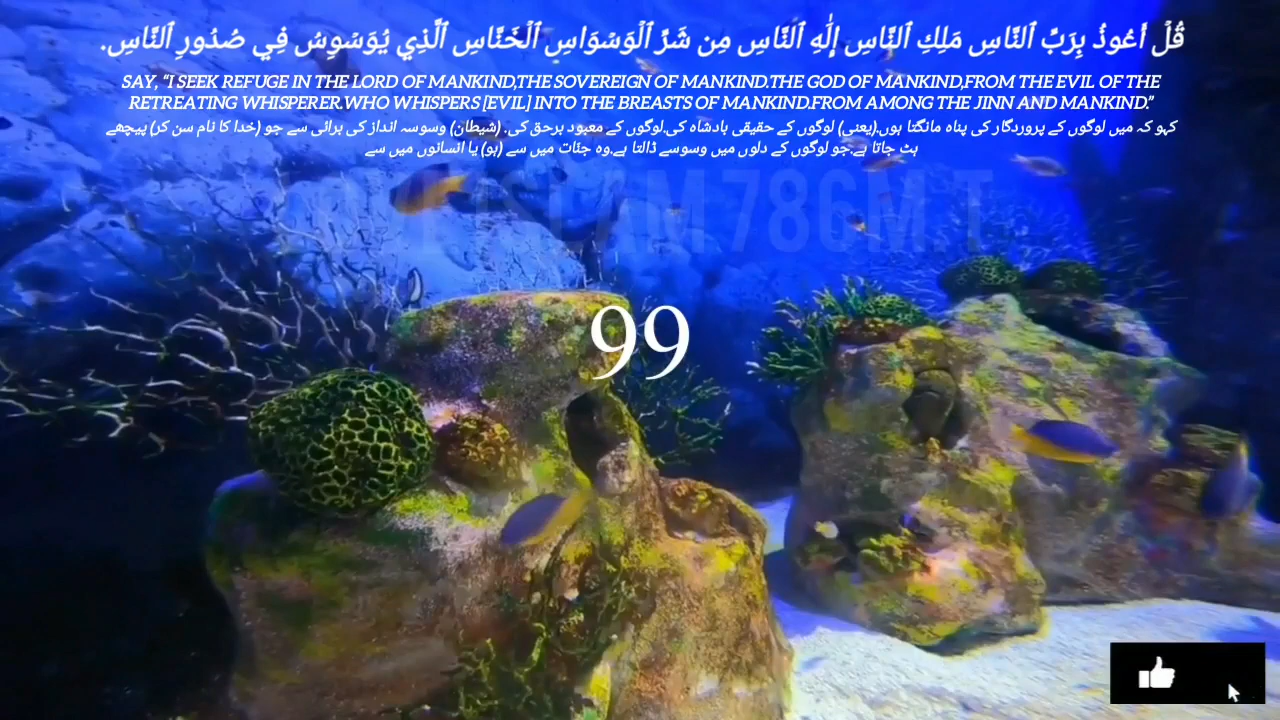 قُلْ أَعُوذُ بِرَبِّ ٱلنَّاسِ مَلِكِ ٱلنَّاسِ إِلَٰهِ ٱلنَّاسِ مِن شَرِّ ٱلْوَسْوَاسِ ٱلْخَنَّاسِ ٱلَّذِي يُوَسْوِسُ فِي صُدُورِ ٱلنَّاسِ.
SAY, “I SEEK REFUGE IN THE LORD OF MANKIND,THE SOVEREIGN OF MANKIND.THE GOD OF MANKIND,FROM THE EVIL OF THE
RETREATING WHISPERER.WHO WHISPERS [EVIL] INTO THE BREASTS OF MANKIND.FROM AMONG THE JINN AND MANKIND.”
کہو کہ میں لوگوں کے پروردگار کی پناہ مانگتا ہوں.(یعنی) لوگوں کے حقیقی بادشاہ کی.لوگوں کے معبود برحق کی. (شیطان) وسوسہ انداز کی برائی سے جو (خدا کا نام سن کر) پیچھے
ہٹ جاتا ہے.جو لوگوں کے دلوں میں وسوسے ڈالتا ہے.وہ جنّات میں سے (ہو) یا انسانوں میں سے
ISLAM 786M.T
99